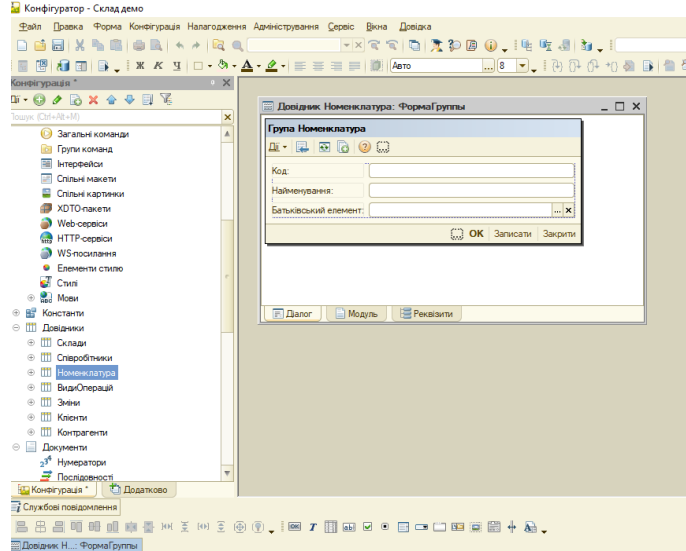 Конфігуратор - Склад демо
Файл Правка Форма Конфігурація Налагодження Адміністрування Сервіс Вікна Довідка
Ж К Ч Авто ... 8
Конфігурація *
Дії
Пошук (Ctrl+Alt+M)
Загальні команди
Групи команд
Інтерфейси
Спільні макети
Спільні картинки
XDTO-пакети
Web-сервіси
HTTP-сервіси
WS-посилання
Елементи стилю
Стилі
Мови
Константи
Довідники
Склади
Співробітники
Номенклатура
ВидиОперацій
Зміни
Клієнти
Контрагенти
Документи
Нумератори
Послідовності
Конфігурація * Додатково
Довідник Номенклатура: ФормаГруппы
Група Номенклатура
Дії
Код:
Найменування:
Батьківський елемент: ... x
OK Записати Закрити
Діалог Модуль Реквізити
Службові повідомлення
Довідник Н...: ФормаГруппы